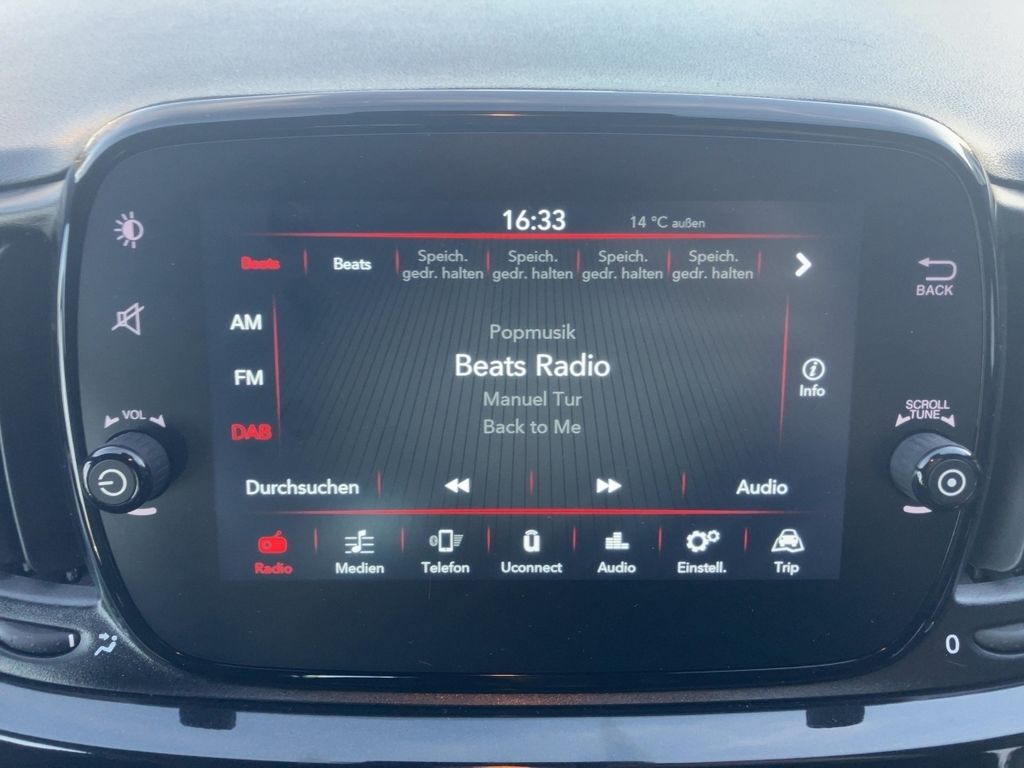 16:33 14 °C außen
Beats Beats Speich. gedr. halten Speich. gedr. halten Speich. gedr. halten Speich. gedr. halten
AM
FM
DAB
Popmusik
Beats Radio
Manuel Tur
Back to Me
Info
BACK
VOL
SCROLL
TUNE
Durchsuchen Audio
Radio Medien Telefon Uconnect Audio Einstell. Trip
0